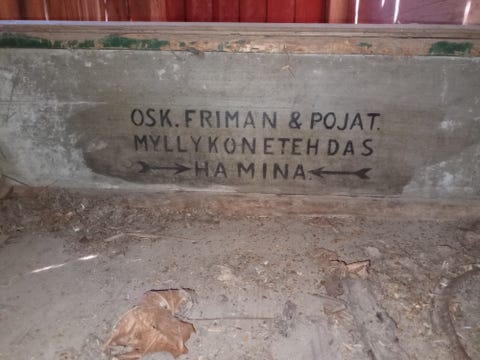 OSK. FRIMAN & POJAT.
MYLLYKONETEHDAS
HAMINA.